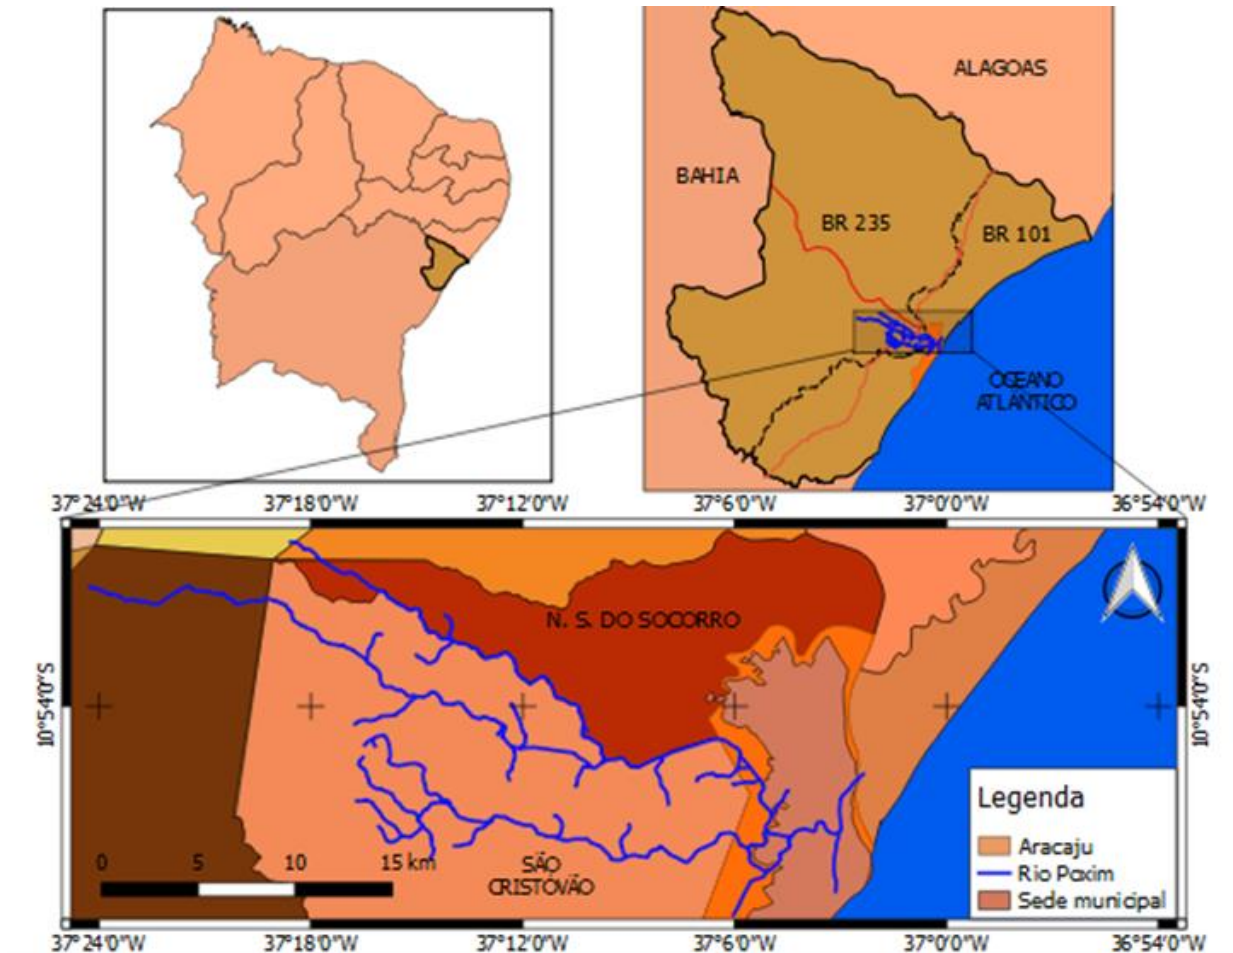 ALAGOAS
BAHIA
BR 235
BR 101
OCEANO
ATLANTICO
37°24'0"W 37°18'0"W 37°12'0"W 37°6'0"W 37°0'0"W 36°54'0"W
N. S. DO SOCORRO
10°54'0"S 10°54'0"S
Legenda
Aracaju
Rio Poxim
Sede municipal
0 5 10 15 km
SÃO
CRISTÓVÃO
37°24'0"W 37°18'0"W 37°12'0"W 37°6'0"W 37°0'0"W 36°54'0"W